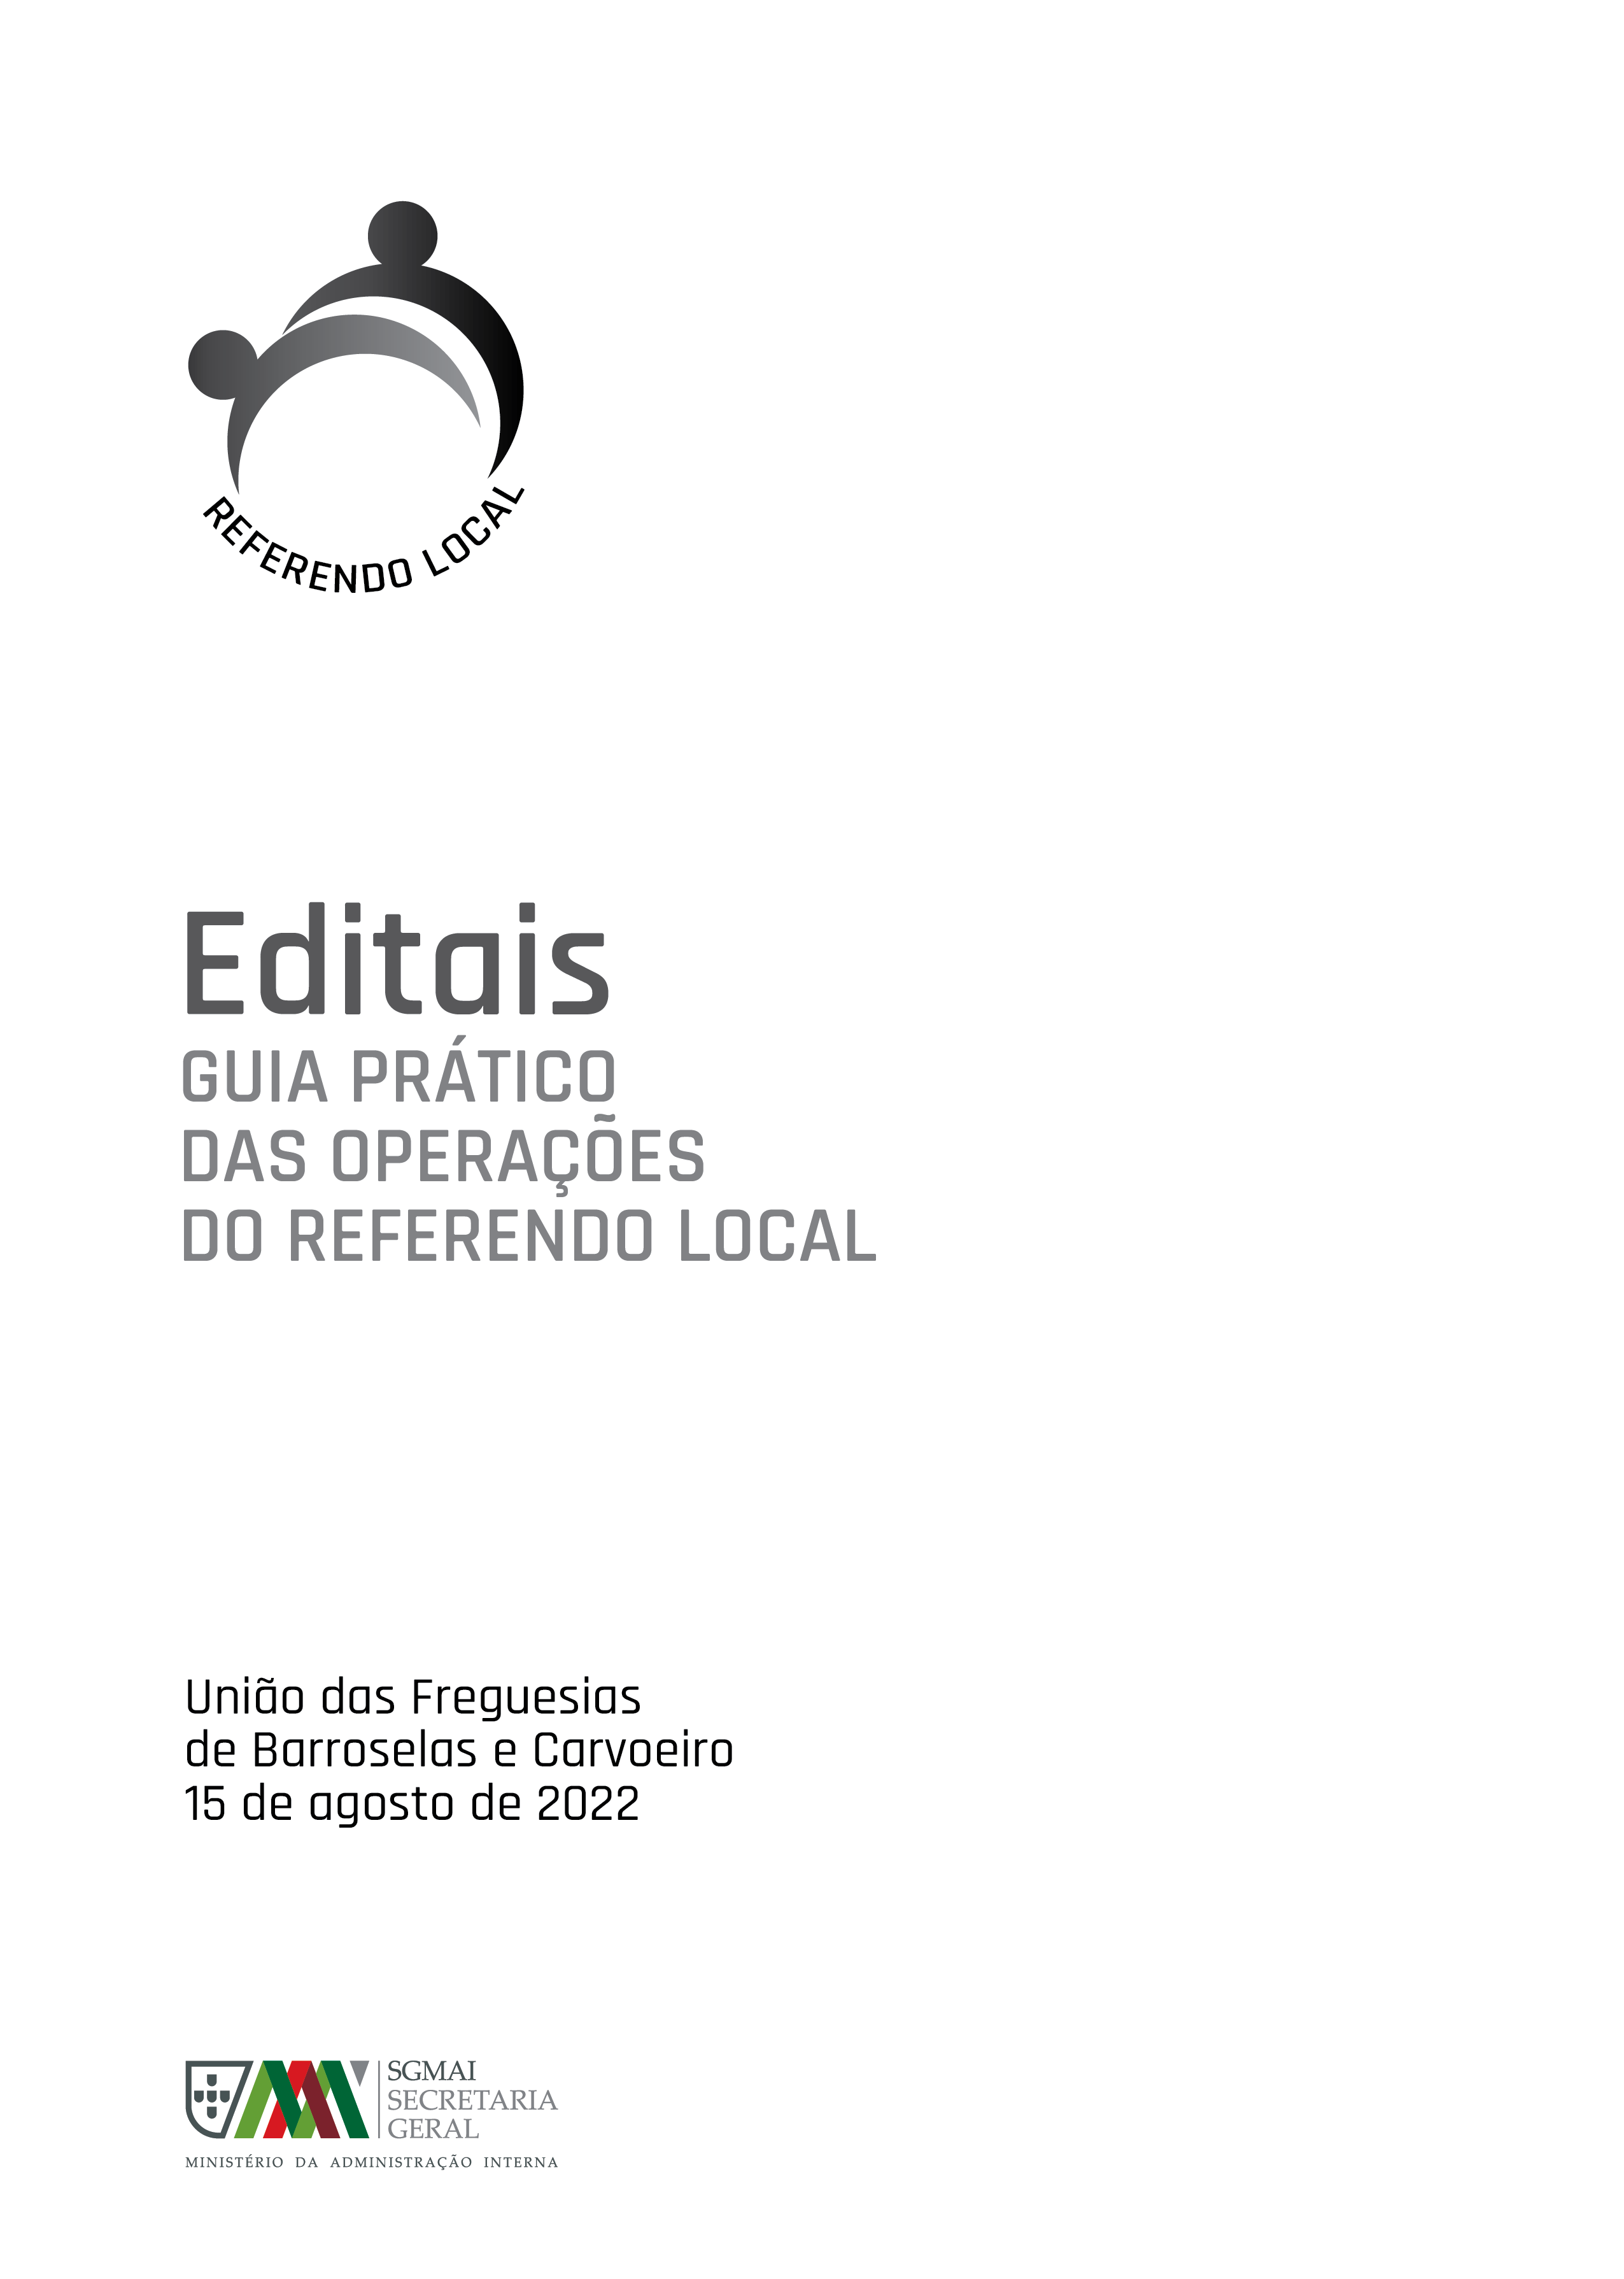 REFERENDO LOCAL
Editais
GUIA PRÁTICO
DAS OPERAÇÕES
DO REFERENDO LOCAL
União das Freguesias
de Barroselas e Carvoeiro
15 de agosto de 2022
SGMAI
SECRETARIA
GERAL
MINISTÉRIO DA ADMINISTRAÇÃO INTERNA